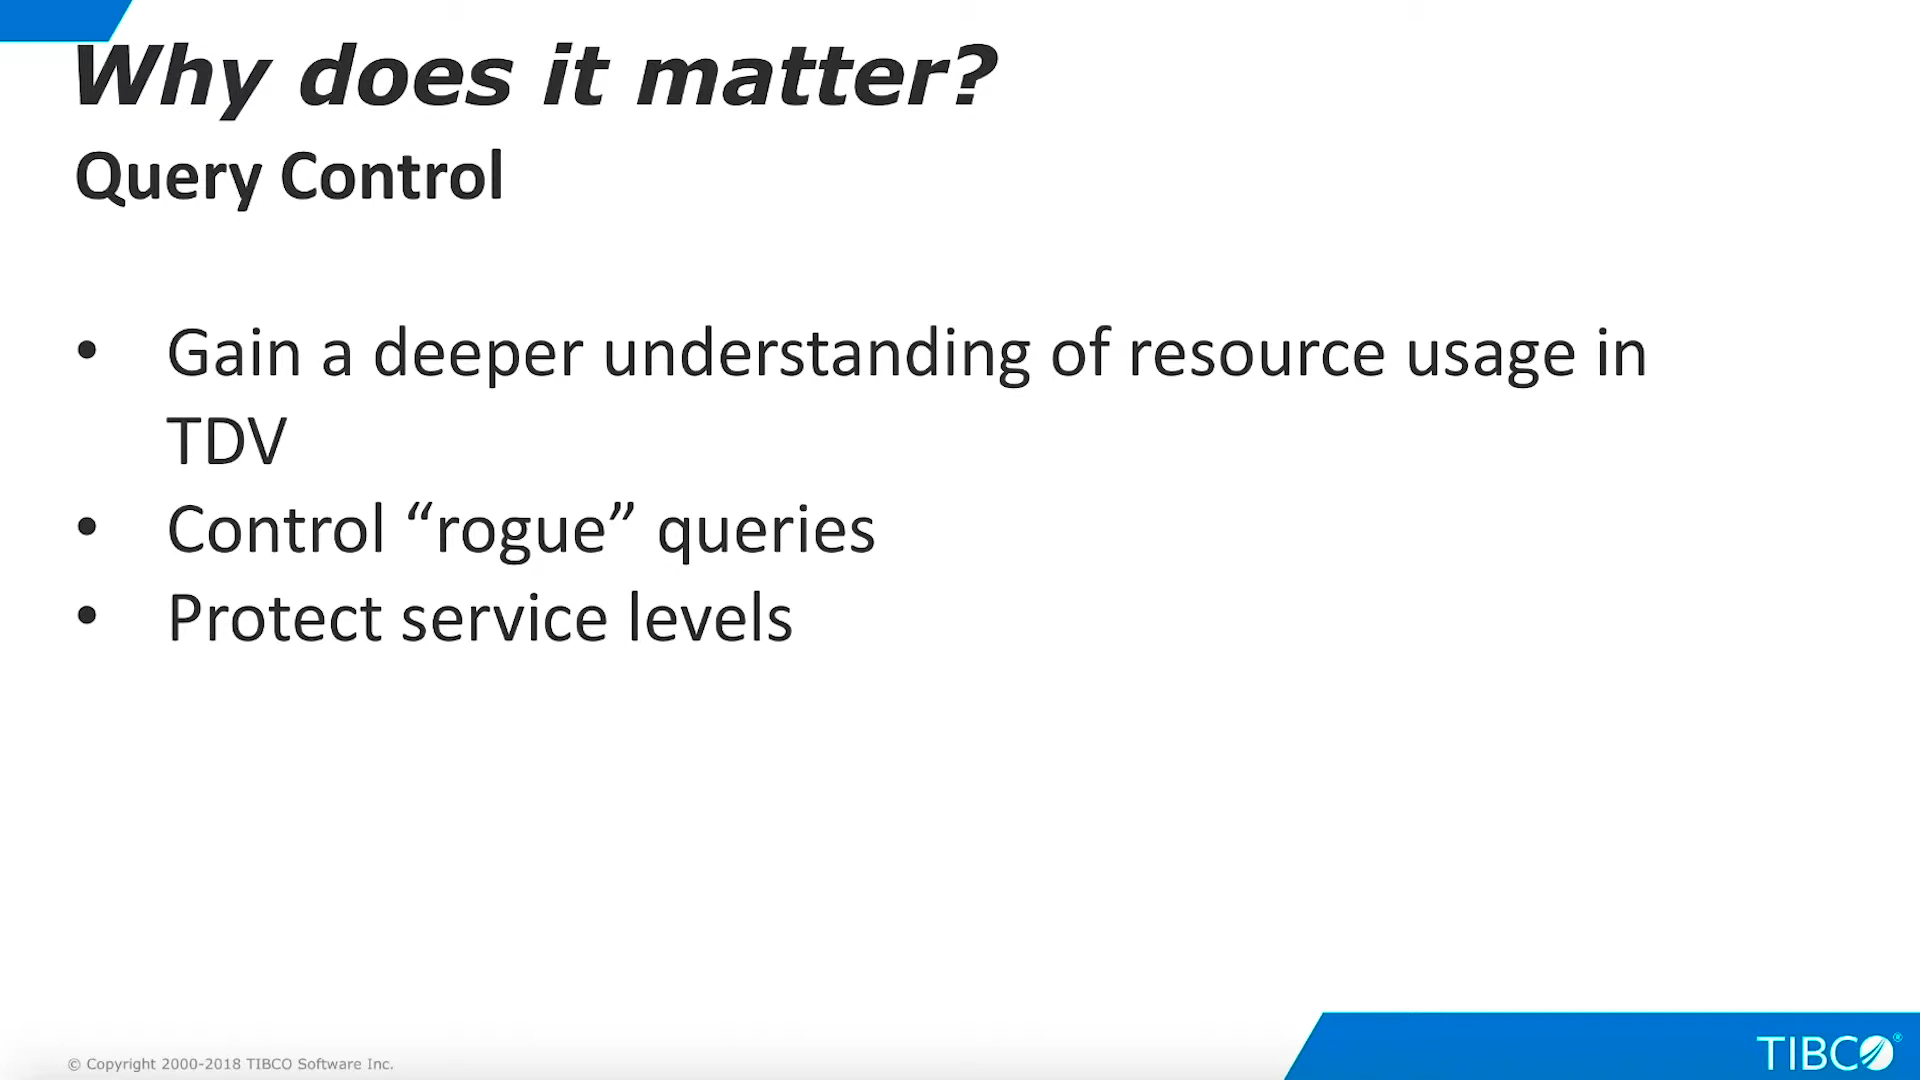 Why does it matter?
Query Control
• Gain a deeper understanding of resource usage in
TDV
• Control “rogue” queries
• Protect service levels
© Copyright 2000-2018 TIBCO Software Inc.
TIBCO®